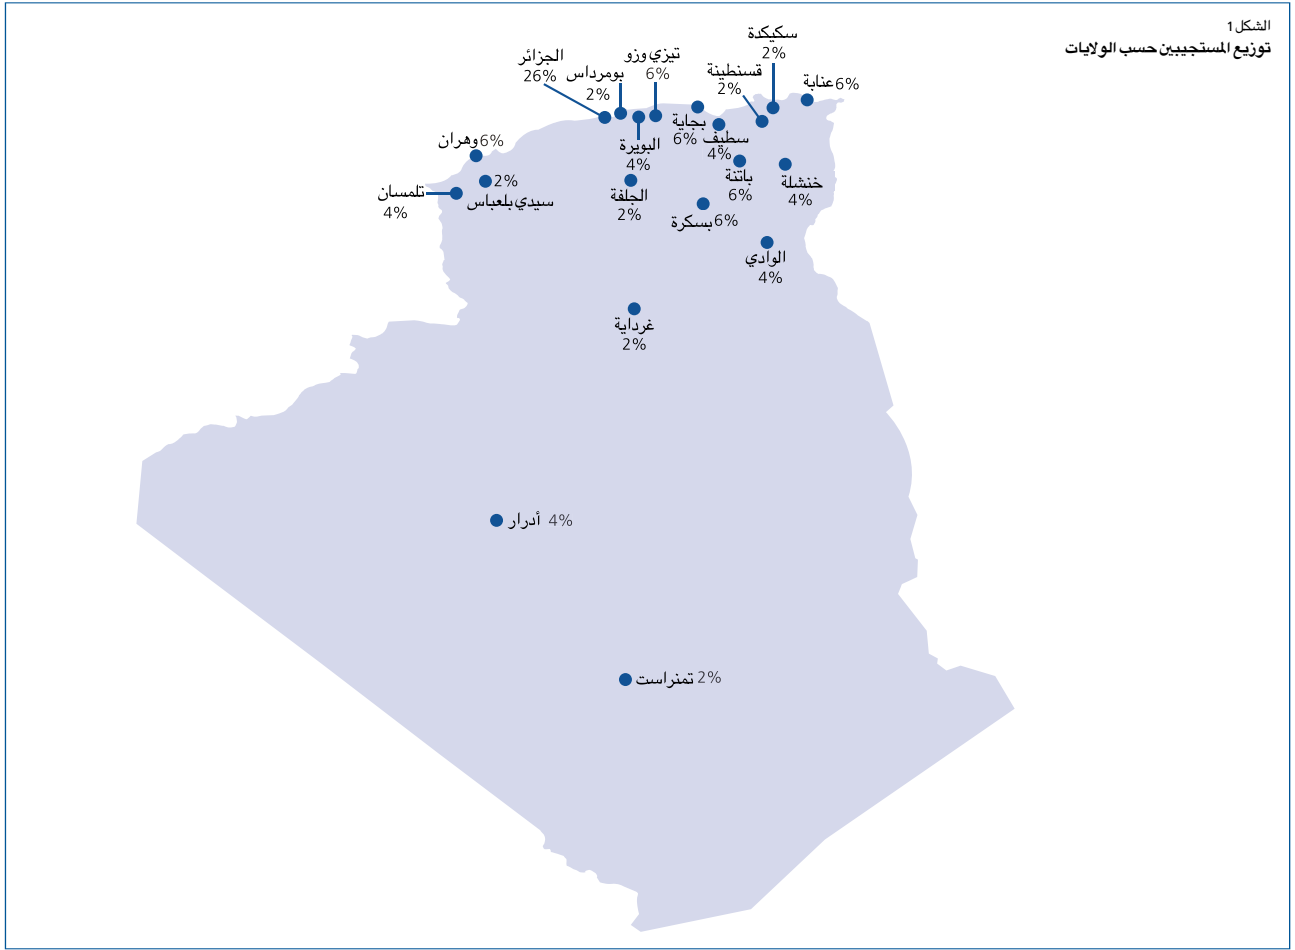 الشكل 1
توزيع المستجيبين حسب الولايات
سكيكدة
2%
تيزي وزو
6%
الجزائر
26%
بومرداس
2%
قسنطينة
2%
عنابة 6%
بجاية
6%
سطيف
4%
البويرة
4%
وهران 6%
باتنة
6%
خنشلة
4%
2%
سيدي بلعباس
تلمسان
4%
الجلفة
2%
بسكرة 6%
الوادي
4%
غرداية
2%
أدرار 4%
تمنراست 2%